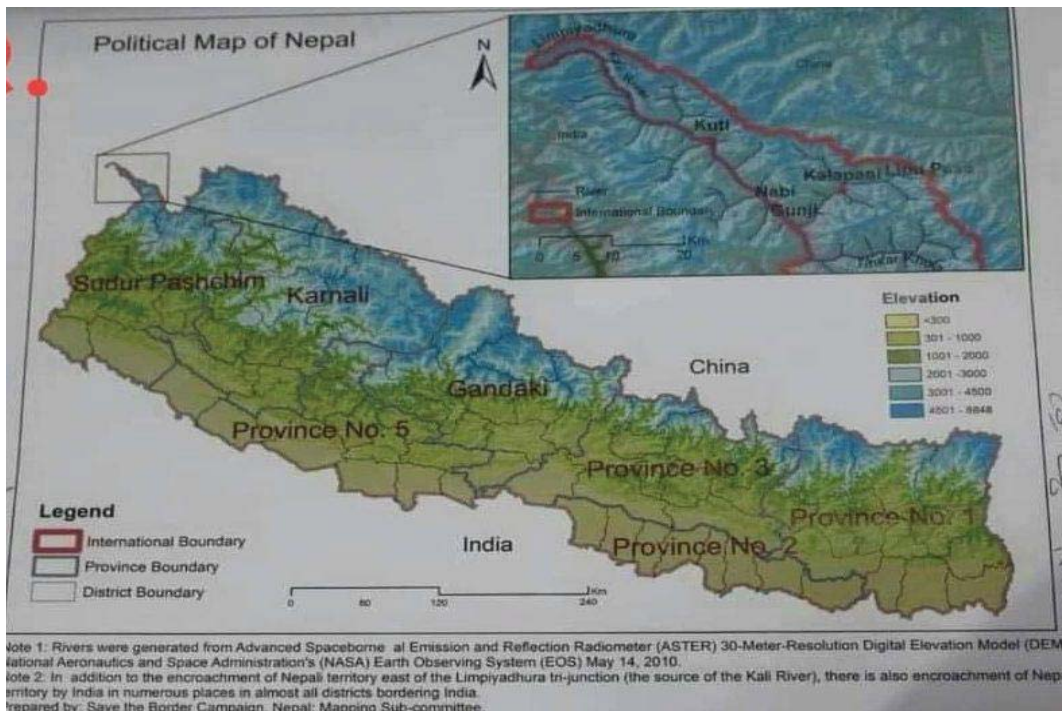 Political Map of Nepal
N
Limpiyadhura
China
India
Kuti
Kalapani Lipu Pass
Nabi
Gunji
River
International Boundary
Km
0 5 10 20
Tinkar Khola
Sudur Pashchim
Karnali
Elevation
<300
301 - 1000
1001 - 2000
2001 -3000
3001 - 4500
4501 - 8848
China
Gandaki
Province No. 5
Province No. 3
Province No. 1
Province No. 2
India
Legend
International Boundary
Province Boundary
District Boundary
Km
0 60 120 240
Note 1: Rivers were generated from Advanced Spaceborne al Emission and Reflection Radiometer (ASTER) 30-Meter-Resolution Digital Elevation Model (DEM
National Aeronautics and Space Administration's (NASA) Earth Observing System (EOS) May 14, 2010.
Note 2: In addition to the encroachment of Nepali territory east of the Limpiyadhura tri-junction (the source of the Kali River), there is also encroachment of Nep
territory by India in numerous places in almost all districts bordering India.
Prepared by: Save the Border Campaign, Nepal: Mapping Sub-committee